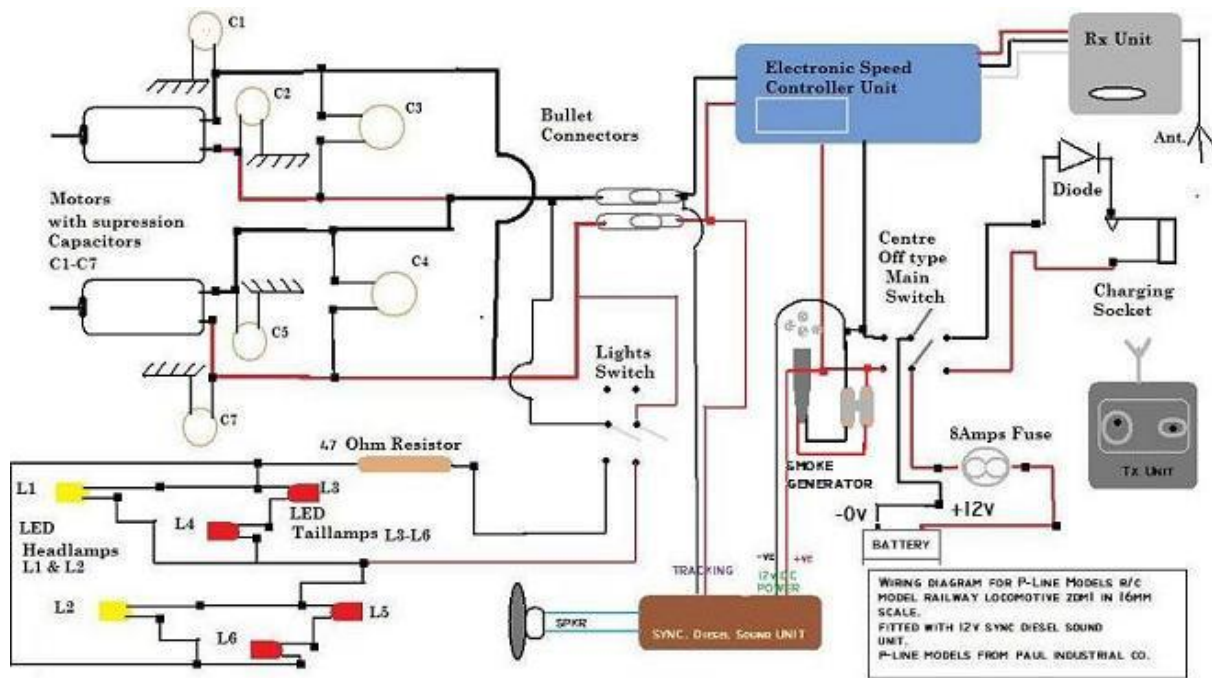 C1
Rx Unit
Electronic Speed
Controller Unit
C2
C3
Bullet
Connectors
Ant.
Diode
Motors
with supression
Capacitors
C1-C7
Centre
Off type
Main
Switch
C4
Charging
Socket
C5
Lights
Switch
C7
4.7 Ohm Resistor
8Amps Fuse
TX UNIT
SMOKE
GENERATOR
L1
L3
LED
Headlamps
L1 & L2
L4
LED
Taillamps L3-L6
-0V
+12V
BATTERY
TRACKING
-VE
+VE
12V DC
POWER
L2
L5
L6
SPKR
SYNC. DIESEL SOUND UNIT
WIRING DIAGRAM FOR P-LINE MODELS R/C
MODEL RAILWAY LOCOMOTIVE ZDM1 IN 16MM
SCALE.
FITTED WITH 12V SYNC DIESEL SOUND
UNIT.
P-LINE MODELS FROM PAUL INDUSTRIAL CO.